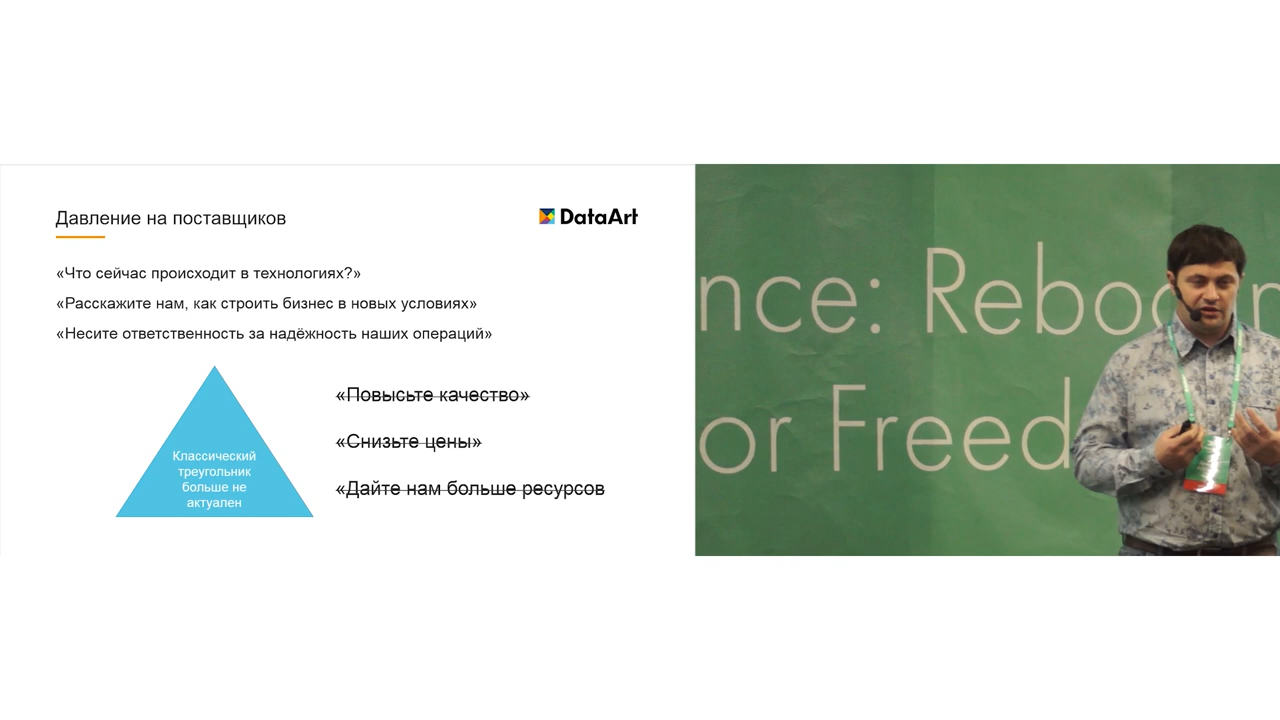 Давление на поставщиков
DataArt
«Что сейчас происходит в технологиях?»
«Расскажите нам, как строить бизнес в новых условиях»
«Несите ответственность за надёжность наших операций»
Классический
треугольник
больше не
актуален
«Повысьте качество»
«Снизьте цены»
«Дайте нам больше ресурсов
nce:
or Freed